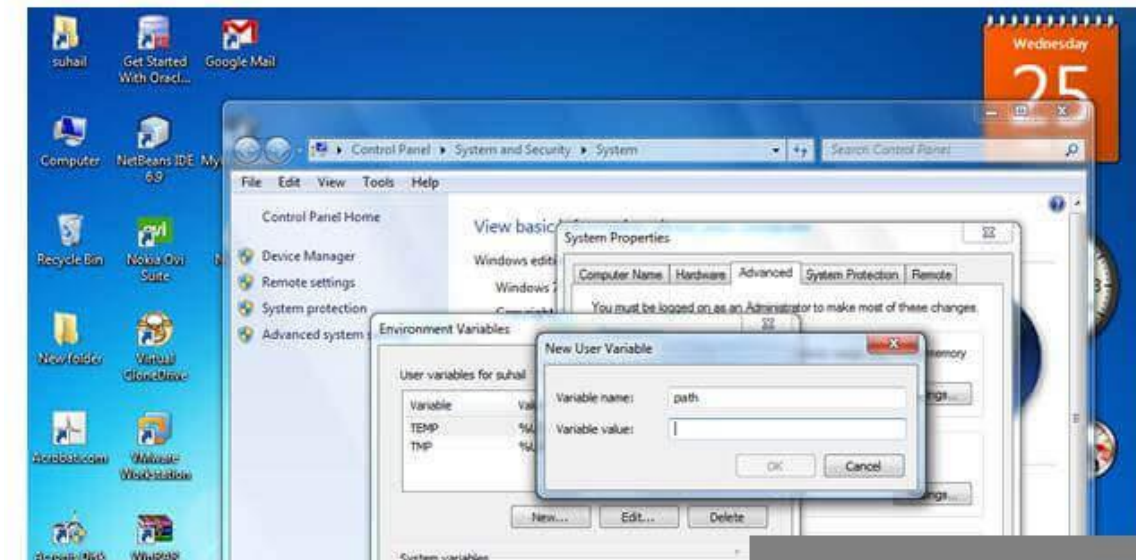 suhail
Get Started
With Oracl...
Google Mail
Wednesday
25
Computer
NetBeans IDE
6.9
My
Control Panel System and Security System
Search Control Panel
File Edit View Tools Help
Control Panel Home
View basic
Recycle Bin
Nokia Ovi
Suite
Device Manager
Remote settings
System protection
Advanced system
Windows editi
Windows 7
System Properties
Computer Name Hardware Advanced System Protection Remote
You must be logged on as an Administrator to make most of these changes.
New folder
Virtual
CloneDrive
Environment Variables
User variables for suhail
Variable
TEMP
TMP
New User Variable
Variable name: path
Variable value:
OK Cancel
memory
Acrobat.com
VMware
Workstation
New... Edit... Delete
System variables
WinRAR